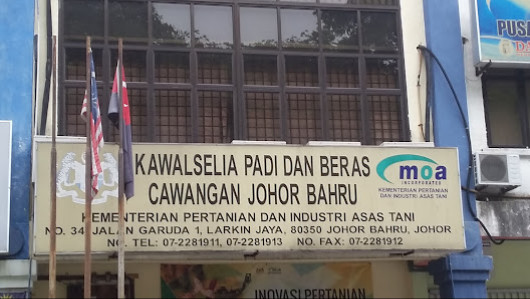 PUSA
KAWALSELIA PADI DAN BERAS
CAWANGAN JOHOR BAHRU
moa
INCORPORATED
KEMENTERIAN PERTANIAN
DAN INDUSTRI ASAS TANI
KEMENTERIAN PERTANIAN DAN INDUSTRI ASAS TANI
NO. 34, JALAN GARUDA 1, LARKIN JAYA, 80350 JOHOR BAHRU, JOHOR
NO. TEL: 07-2281911, 07-2281913 NO. FAX: 07-2281912
INOVASI PERTANIAN